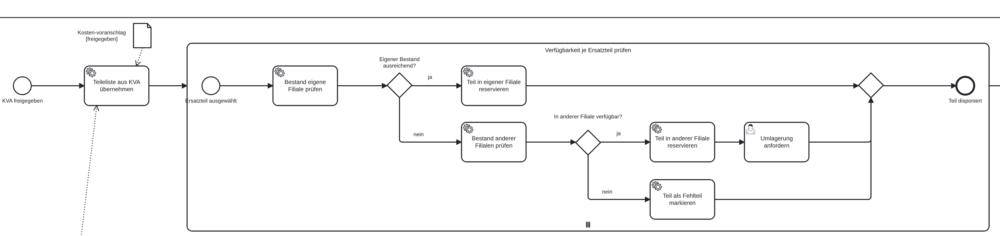 Kosten-voranschlag
[freigegeben]
Verfügbarkeit je Ersatzteil prüfen
Eigener Bestand
ausreichend?
ja
Teileliste aus KVA
übernehmen
Bestand eigene
Filiale prüfen
Teil in eigener Filiale
reservieren
KVA freigegeben
Ersatzteil ausgewählt
Teil disponiert
In anderer Filiale verfügbar?
nein
ja
Bestand anderer
Filialen prüfen
Teil in anderer Filiale
reservieren
Umlagerung
anfordern
nein
Teil als Fehlteil
markieren